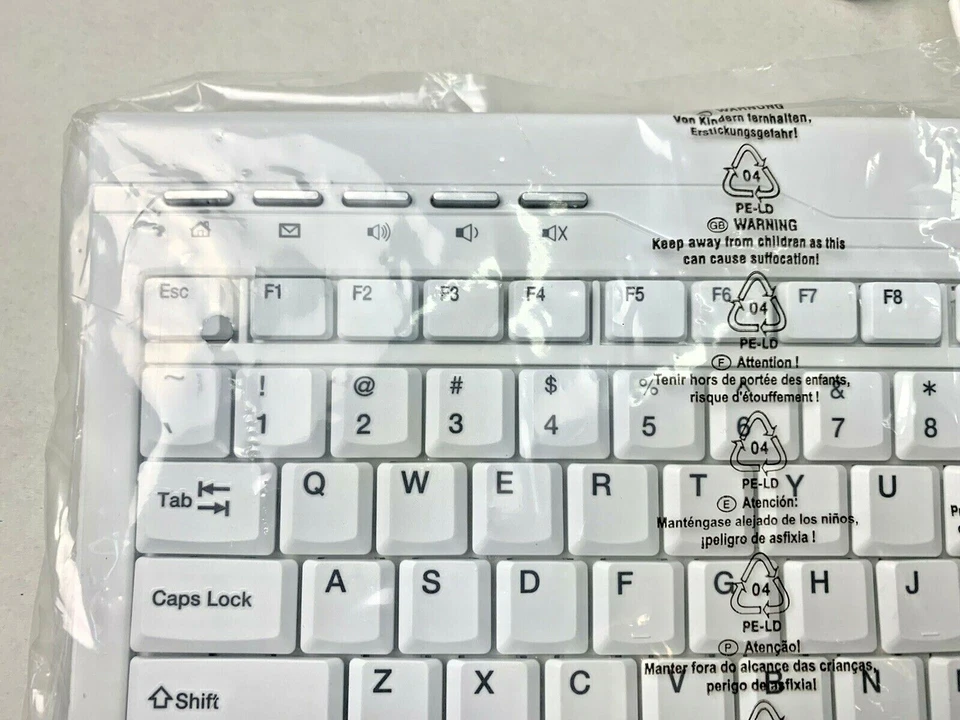 WARNUNG
Von Kindern fernhalten,
Erstickungsgefahr!
04
PE-LD
GB WARNING
Keep away from children as this
can cause suffocation!
Esc F1 F2 F3 F4 F5 F6 F7 F8
04
PE-LD
F Attention !
Tenir hors de portée des enfants,
risque d'étouffement !
~ ! @ # $ % ^ & *
` 1 2 3 4 5 6 7 8
04
PE-LD
Tab Q W E R T Y U
E Atención:
Manténgase alejado de los niños,
¡peligro de asfixia !
Caps Lock A S D F G H J
04
PE-LD
P Atenção!
Manter fora do alcance das crianças,
perigo de asfixia!
Shift Z X C V B N